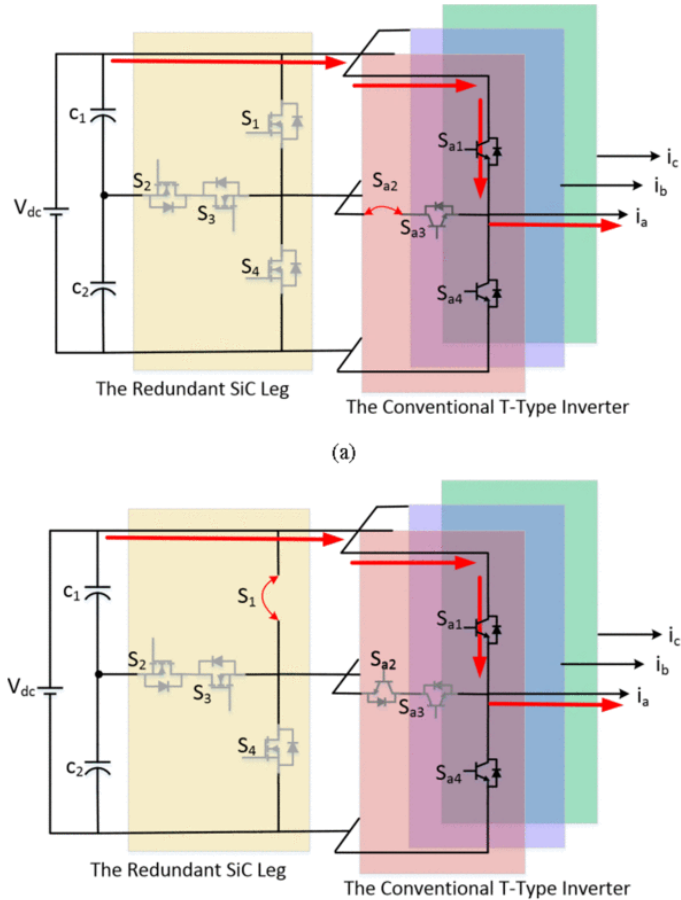 C1
S1
Sa1
ic
S2
Sa2
ib
Vdc
S3
Sa3
ia
C2
S4
Sa4
The Redundant SiC Leg
The Conventional T-Type Inverter
(a)
C1
S1
Sa1
ic
S2
Sa2
ib
Vdc
S3
Sa3
ia
C2
S4
Sa4
The Redundant SiC Leg
The Conventional T-Type Inverter